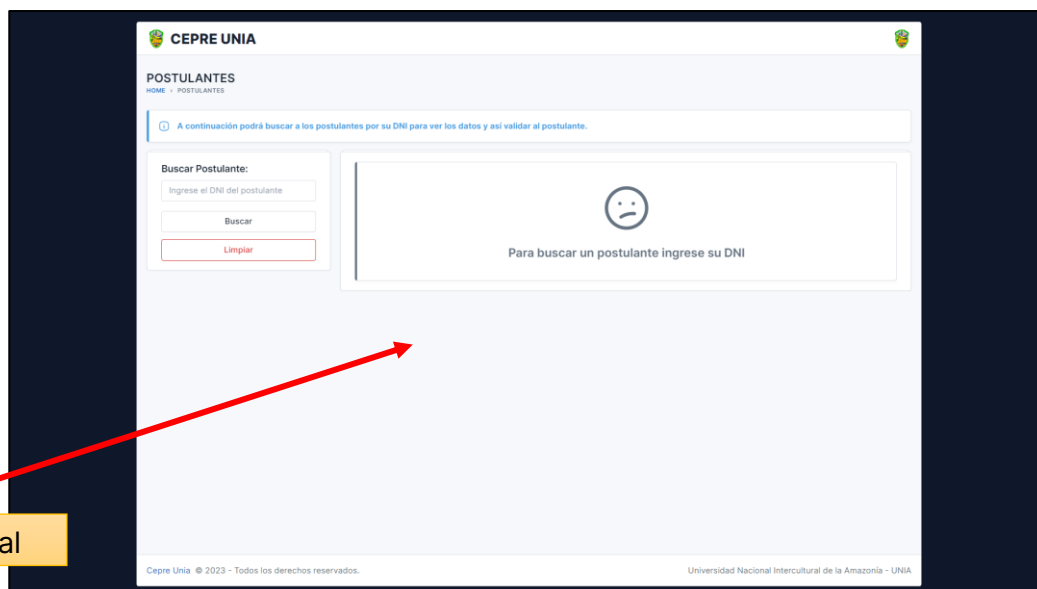 CEPRE UNIA
POSTULANTES
HOME > POSTULANTES
A continuación podrá buscar a los postulantes por su DNI para ver los datos y así validar al postulante.
Buscar Postulante:
Ingrese el DNI del postulante
Buscar
Limpiar
Para buscar un postulante ingrese su DNI
al
Cepre Unia © 2023 - Todos los derechos reservados.
Universidad Nacional Intercultural de la Amazonía - UNIA